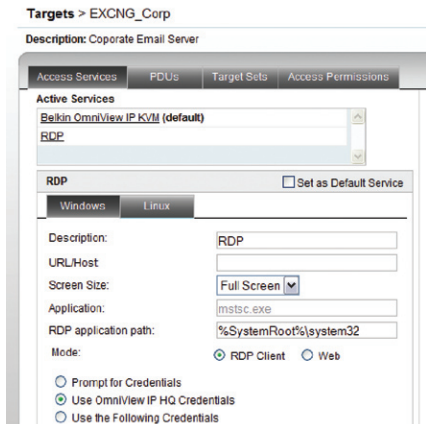 Targets > EXCNG_Corp
Description: Coporate Email Server
Access Services PDUs Target Sets Access Permissions
Active Services
Belkin OmniView IP KVM (default)
RDP
RDP Set as Default Service
Windows Linux
Description: RDP
URL/Host
Screen Size: Full Screen
Application: mstsc.exe
RDP application path: %SystemRoot%\system32
Mode: RDP Client Web
Prompt for Credentials
Use OmniView IP HQ Credentials
Use the Following Credentials